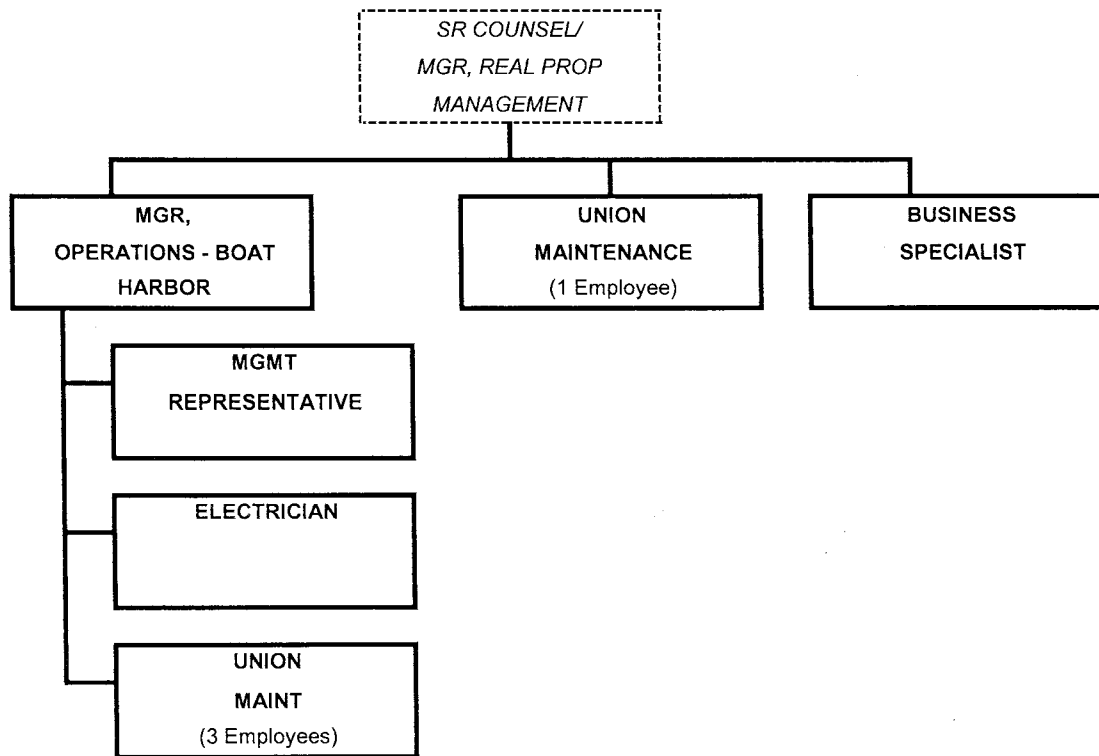 SR COUNSEL/
MGR, REAL PROP
MANAGEMENT
MGR,
OPERATIONS - BOAT
HARBOR
UNION
MAINTENANCE
(1 Employee)
BUSINESS
SPECIALIST
MGMT
REPRESENTATIVE
ELECTRICIAN
UNION
MAINT
(3 Employees)